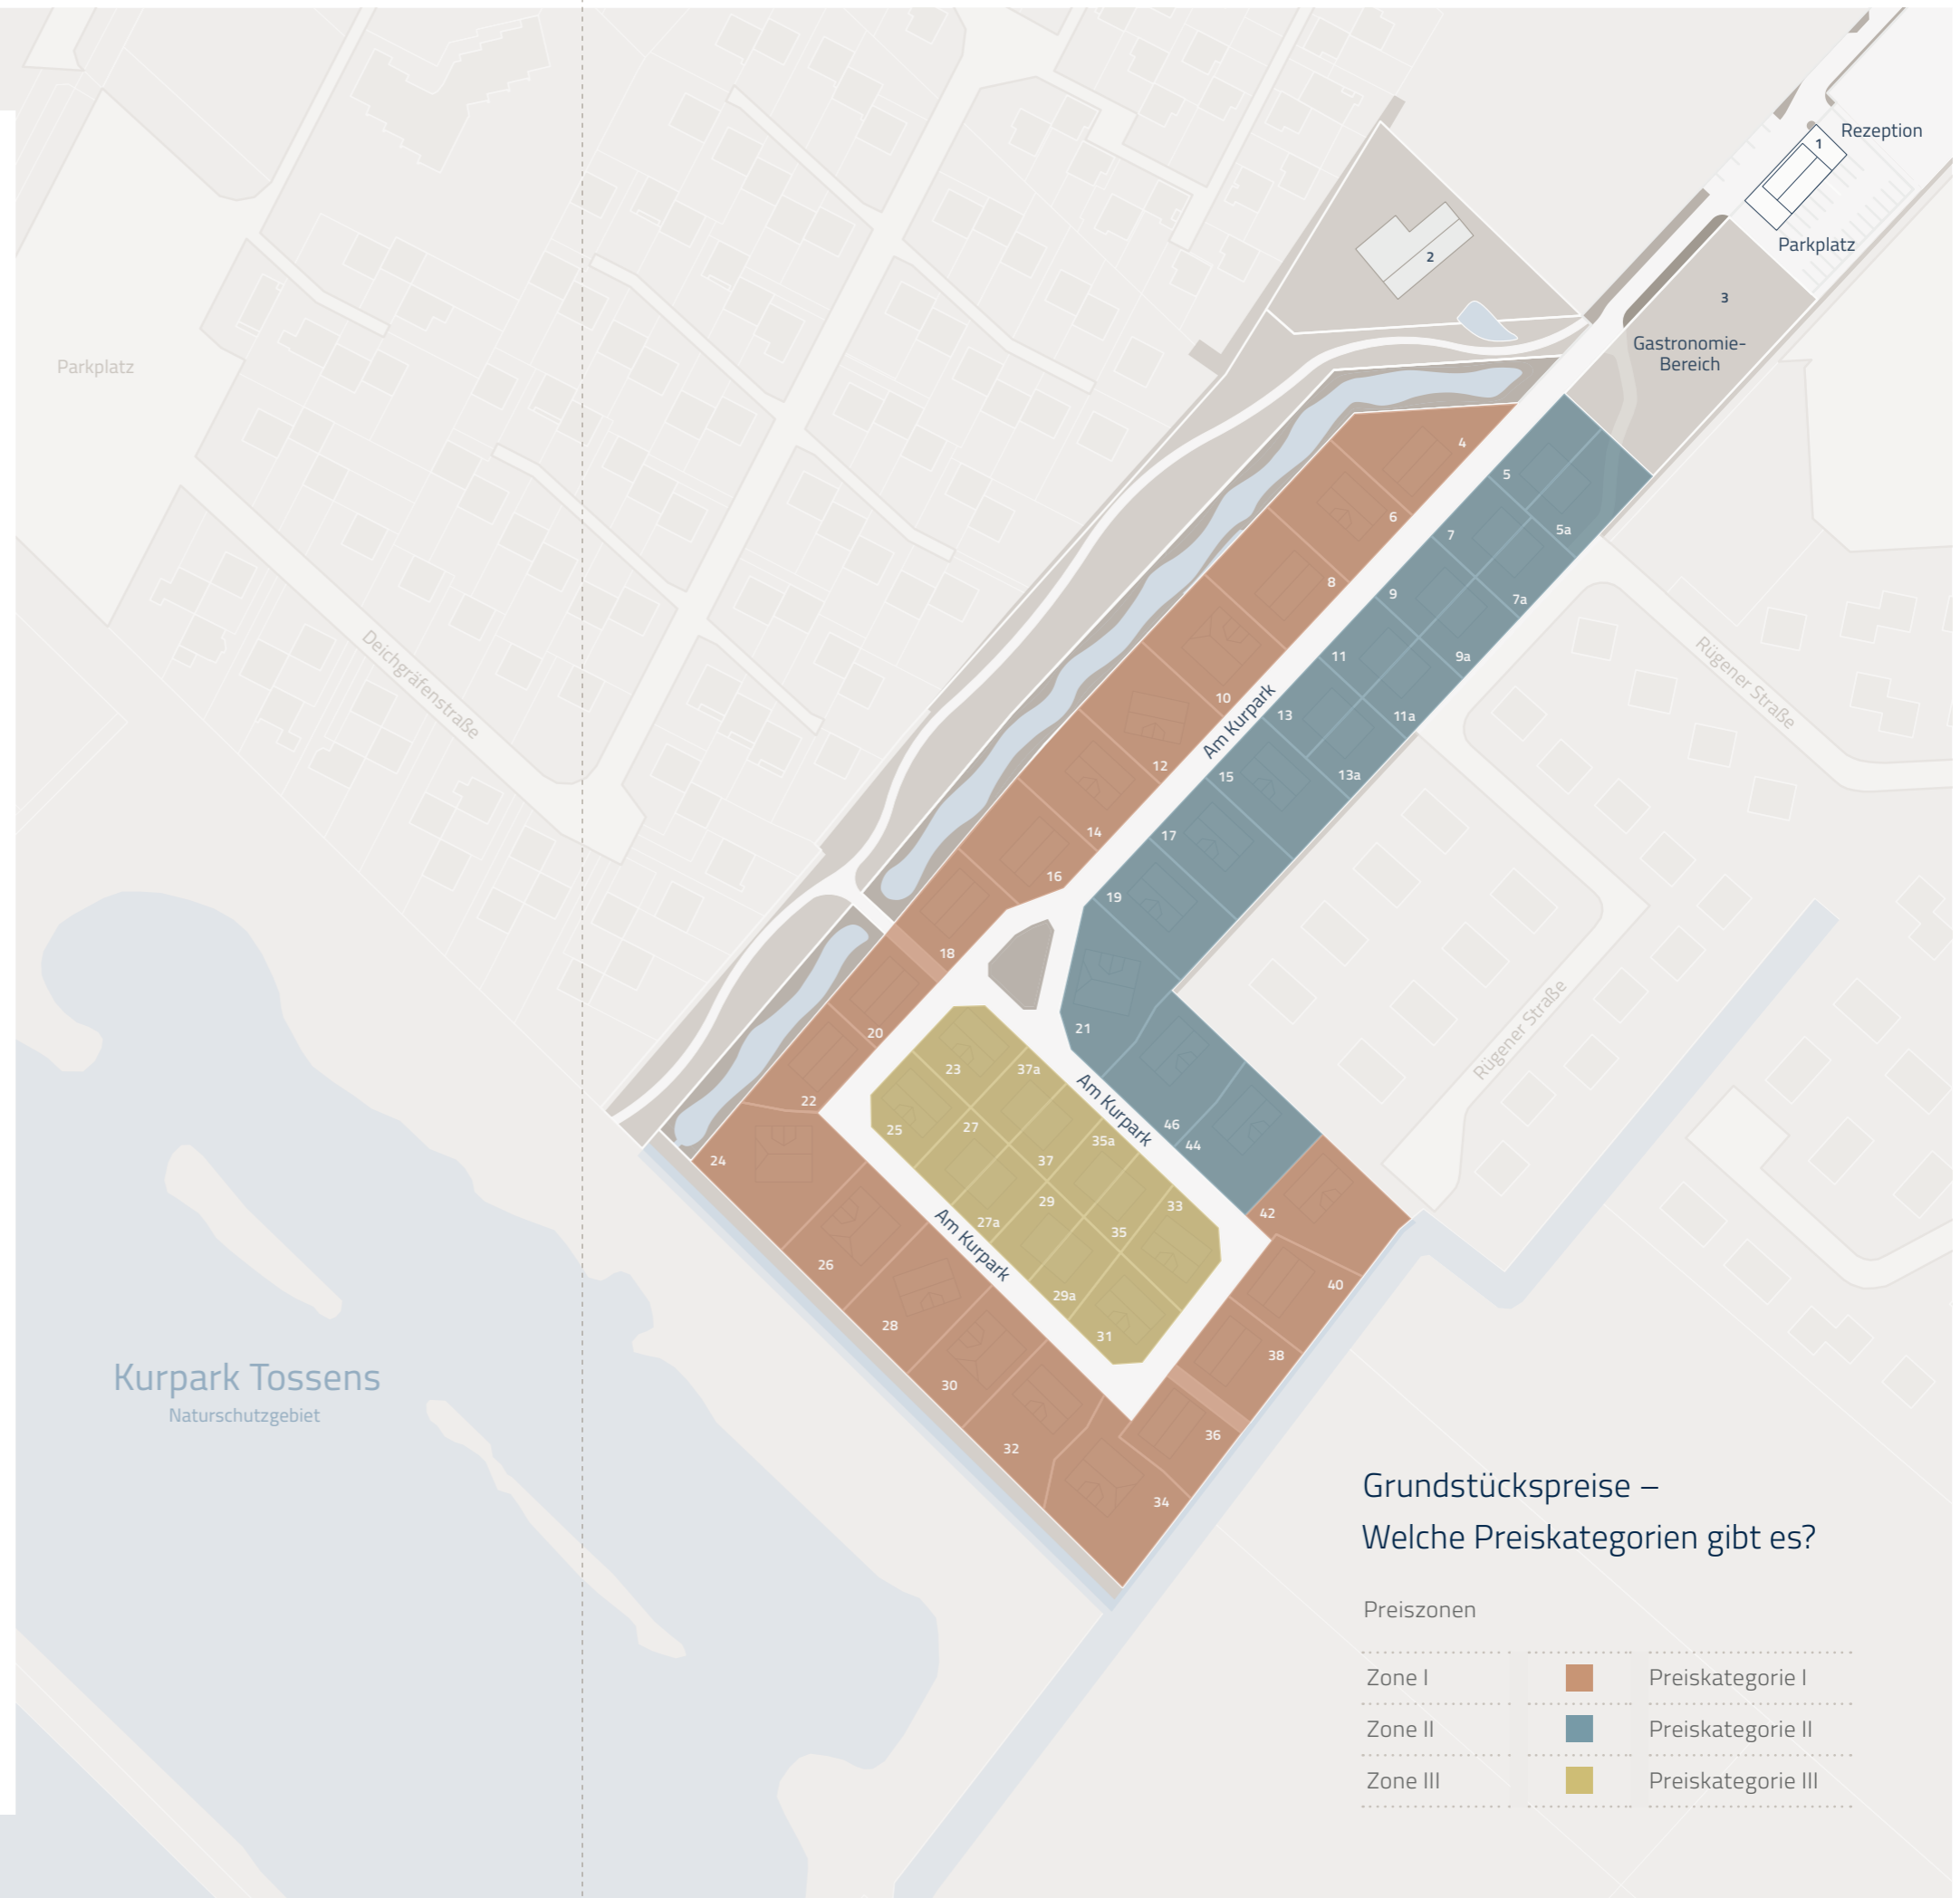 Rezeption
1
Parkplatz
2
3
Gastronomie-
Bereich
Parkplatz
4
5
6
5a
7
8
7a
9
9a
11
10
11a
13
Am Kurpark
12
13a
15
14
17
16
19
18
20
21
22
23
37a
Am Kurpark
46
44
25
27
35a
37
24
29
33
42
27a
35
Am Kurpark
26
40
29a
28
31
38
30
36
32
34
Deichgräfenstraße
Rügener Straße
Rügener Straße
Kurpark Tossens
Naturschutzgebiet
Grundstückspreise –
Welche Preiskategorien gibt es?
Preiszonen
Zone I Preiskategorie I
Zone II Preiskategorie II
Zone III Preiskategorie III